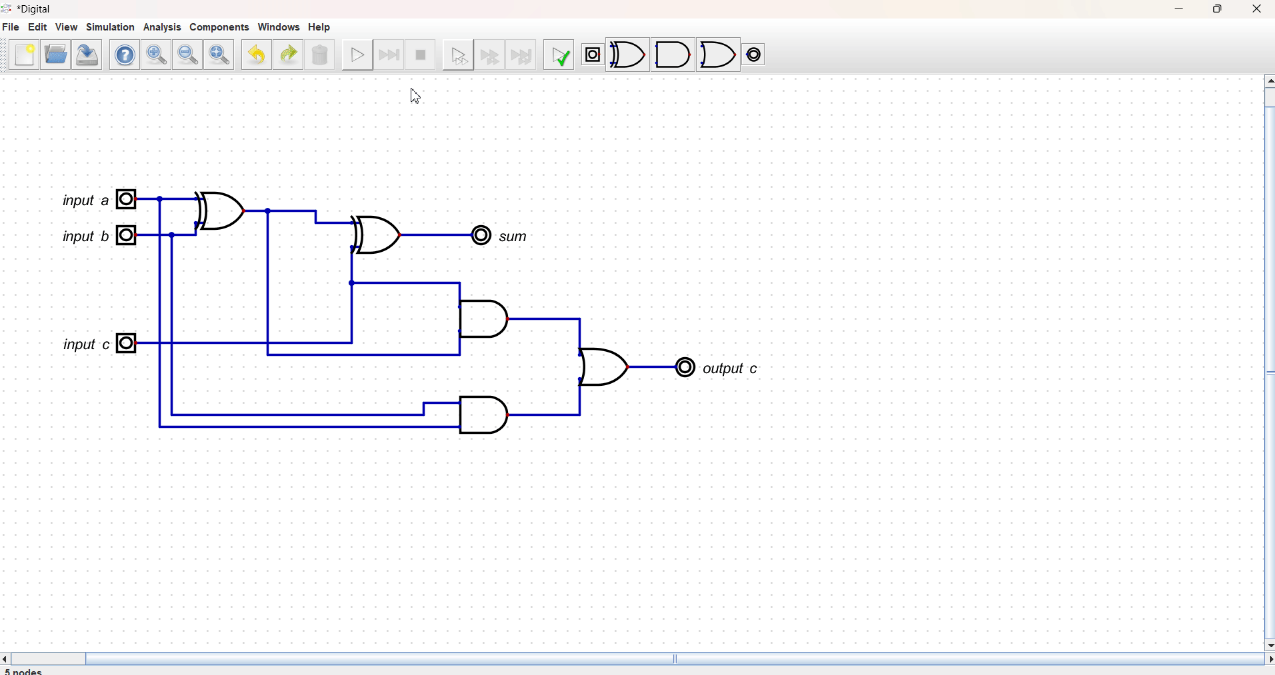 *Digital
File Edit View Simulation Analysis Components Windows Help
input a
input b
sum
input c
output c
5 nodes